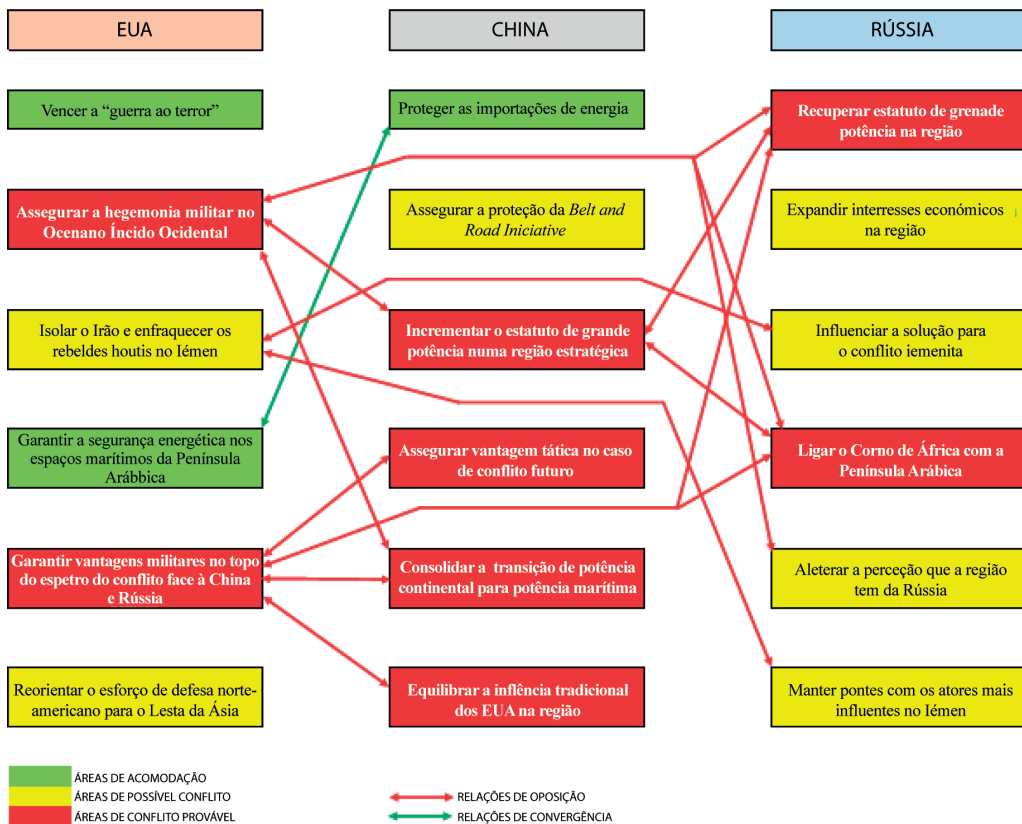 EUA
CHINA
RÚSSIA
Vencer a “guerra ao terror”
Assegurar a hegemonia militar no
Ocenano Íncido Ocidental
Isolar o Irão e enfraquecer os
rebeldes houtis no Iémen
Garantir a segurança energética nos
espaços marítimos da Península
Arábbica
Garantir vantagens militares no topo
do espetro do conflito face à China
e Rússia
Reorientar o esforço de defesa norte-
americano para o Lesta da Ásia
Proteger as importações de energia
Assegurar a proteção da Belt and
Road Iniciative
Incrementar o estatuto de grande
potência numa região estratégica
Assegurar vantagem tática no caso
de conflito futuro
Consolidar a transição de potência
continental para potência marítima
Equilibrar a inflência tradicional
dos EUA na região
Recuperar estatuto de grenade
potência na região
Expandir interresses económicos
na região
Influenciar a solução para
o conflito iemenita
Ligar o Corno de África com a
Península Arábica
Aleterar a perceção que a região
tem da Rússia
Manter pontes com os atores mais
influentes no Iémen
ÁREAS DE ACOMODAÇÃO
ÁREAS DE POSSÍVEL CONFLITO
ÁREAS DE CONFLITO PROVÁVEL
RELAÇÕES DE OPOSIÇÃO
RELAÇÕES DE CONVERGÊNCIA